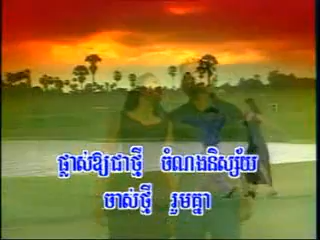 ផ្លាស់ឱ្យជាថ្មី ចំណងនិស្ស័យ
ចាស់ថ្មី រួមគ្នា